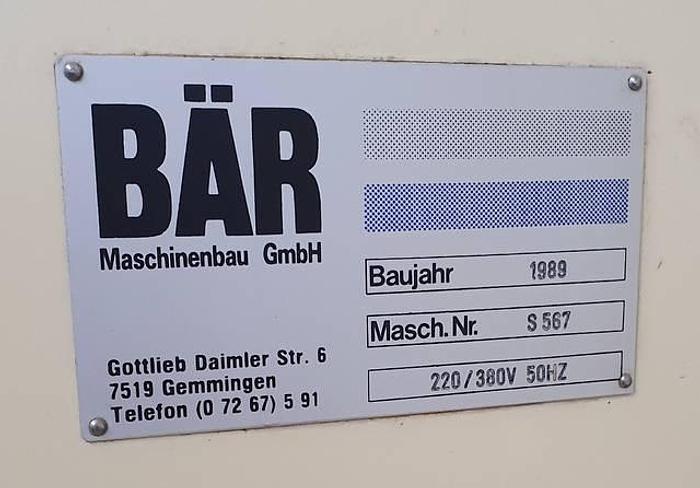 BÄR
Maschinenbau GmbH
Gottlieb Daimler Str. 6
7519 Gemmingen
Telefon (0 72 67) 5 91
Baujahr 1989
Masch. Nr. S 567
220/380V 50HZ